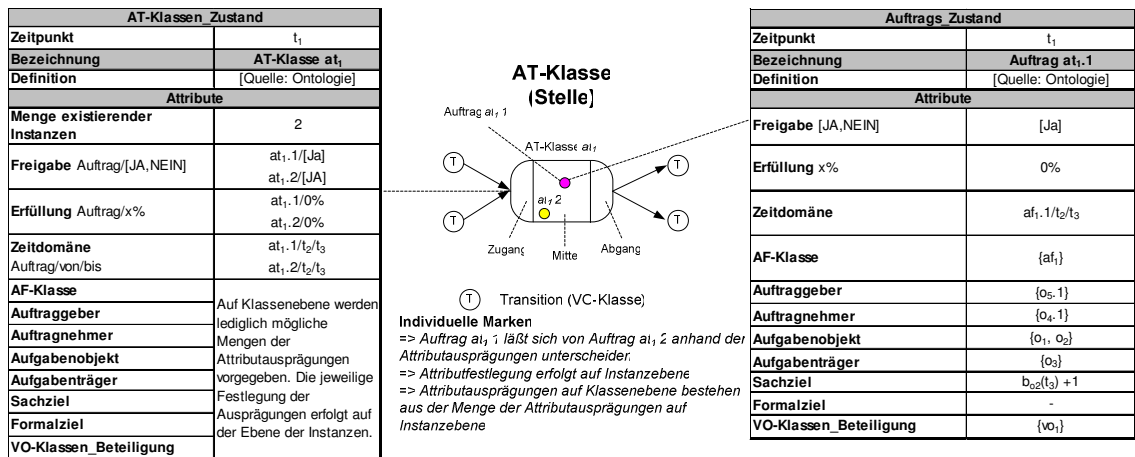 AT-Klassen_Zustand
Zeitpunkt t₁
Bezeichnung AT-Klasse at₁
Definition [Quelle: Ontologie]
Attribute
Menge existierender
Instanzen
2
Freigabe Auftrag/[JA,NEIN]
at₁.1/[Ja]
at₁.2/[JA]
Erfüllung Auftrag/x%
at₁.1/0%
at₁.2/0%
Zeitdomäne
Auftrag/von/bis
at₁.1/t₂/t₃
at₁.2/t₂/t₃
AF-Klasse
Auftraggeber
Auftragnehmer
Aufgabenobjekt
Aufgabenträger
Sachziel
Formalziel
VO-Klassen_Beteiligung
Auf Klassenebene werden
lediglich mögliche
Mengen der
Attributausprägungen
vorgegeben. Die jeweilige
Festlegung der
Ausprägungen erfolgt auf
der Ebene der Instanzen.
AT-Klasse
(Stelle)
Auftrag at₁ 1
AT-Klasse at₁
T
T
T
T
at₁ 2
Zugang
Mitte
Abgang
T Transition (VC-Klasse)
Individuelle Marken
=> Auftrag at₁ 1 läßt sich von Auftrag at₁ 2 anhand der
Attributausprägungen unterscheiden.
=> Attributfestlegung erfolgt auf Instanzebene
=> Attributausprägungen auf Klassenebene bestehen
aus der Menge der Attributausprägungen auf
Instanzebene
Auftrags_Zustand
Zeitpunkt t₁
Bezeichnung Auftrag at₁.1
Definition [Quelle: Ontologie]
Attribute
Freigabe [JA,NEIN] [Ja]
Erfüllung x% 0%
Zeitdomäne af₁.1/t₂/t₃
AF-Klasse {af₁}
Auftraggeber {o₅.1}
Auftragnehmer {o₄.1}
Aufgabenobjekt {o₁, o₂}
Aufgabenträger {o₃}
Sachziel b_o2(t₃) +1
Formalziel -
VO-Klassen_Beteiligung {vo₁}